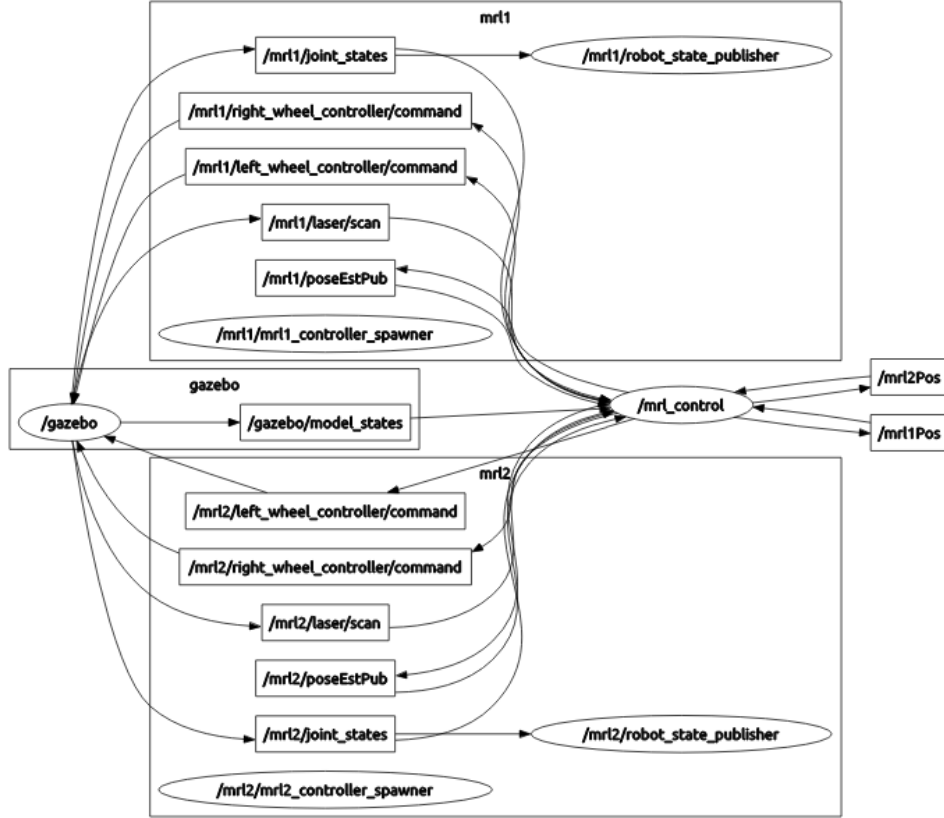 mrl1
/mrl1/joint_states
/mrl1/robot_state_publisher
/mrl1/right_wheel_controller/command
/mrl1/left_wheel_controller/command
/mrl1/laser/scan
/mrl1/poseEstPub
/mrl1/mrl1_controller_spawner
gazebo
/gazebo
/gazebo/model_states
/mrl_control
/mrl2Pos
/mrl1Pos
mrl2
/mrl2/left_wheel_controller/command
/mrl2/right_wheel_controller/command
/mrl2/laser/scan
/mrl2/poseEstPub
/mrl2/joint_states
/mrl2/robot_state_publisher
/mrl2/mrl2_controller_spawner